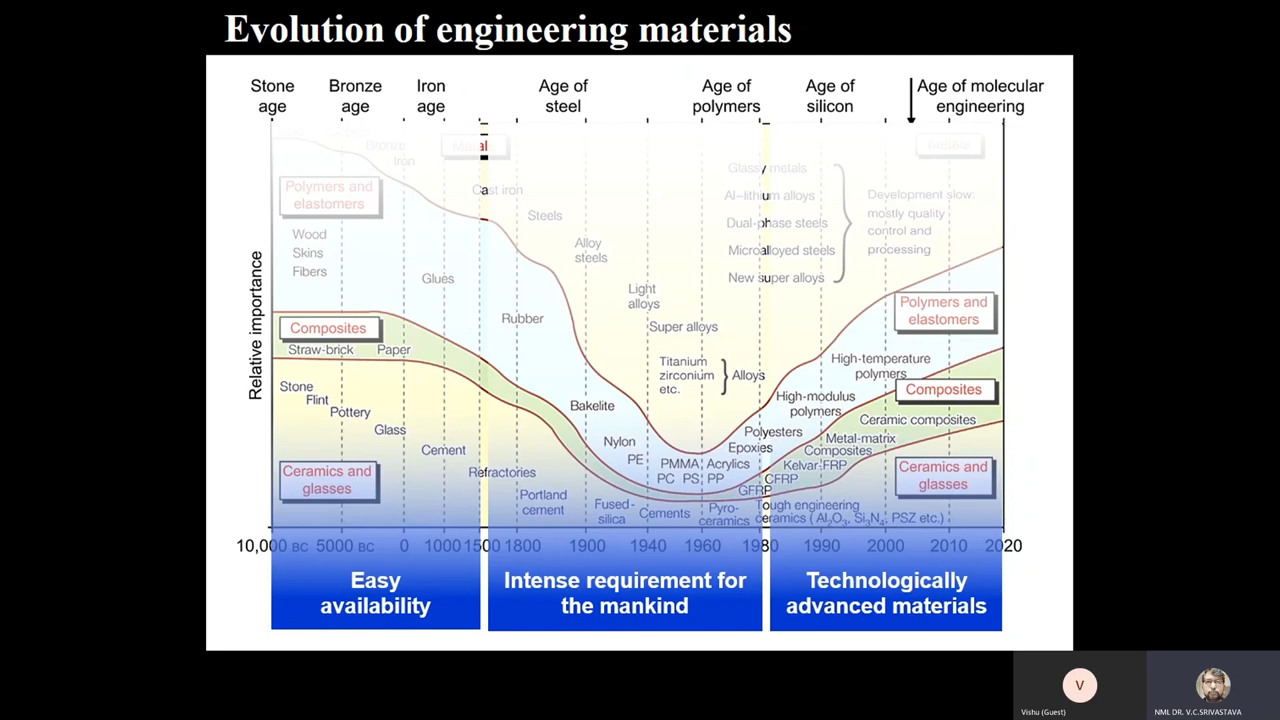 Evolution of engineering materials
Stone age
Bronze age
Iron age
Age of steel
Age of polymers
Age of silicon
Age of molecular engineering
Relative importance
Bronze
Iron
Metals
Cast iron
Steels
Alloy steels
Light alloys
Super alloys
Titanium
zirconium
etc.
Alloys
Glassy metals
Al–lithium alloys
Dual-phase steels
Microalloyed steels
New super alloys
Development slow:
mostly quality
control and
processing
Metals
Polymers and
elastomers
Wood
Skins
Fibers
Glues
Rubber
Bakelite
Nylon
PE
PMMA
Acrylics
PC
PS
PP
Polyesters
Epoxies
High-modulus
polymers
High-temperature
polymers
Polymers and
elastomers
Composites
Straw-brick
Paper
GFRP
CFRP
Kelvar-FRP
Metal-matrix
Composites
Ceramic composites
Composites
Stone
Flint
Pottery
Glass
Cement
Ceramics and
glasses
Refractories
Portland
cement
Fused-
silica
Cements
Pyro-
ceramics
Tough engineering
ceramics ( Al₂O₃, Si₃N₄, PSZ etc.)
Ceramics and
glasses
10,000 BC 5000 BC 0 1000 1500 1800 1900 1940 1960 1980 1990 2000 2010 2020
Easy
availability
Intense requirement for
the mankind
Technologically
advanced materials
V
Vishu (Guest)
NML DR. V.C.SRIVASTAVA